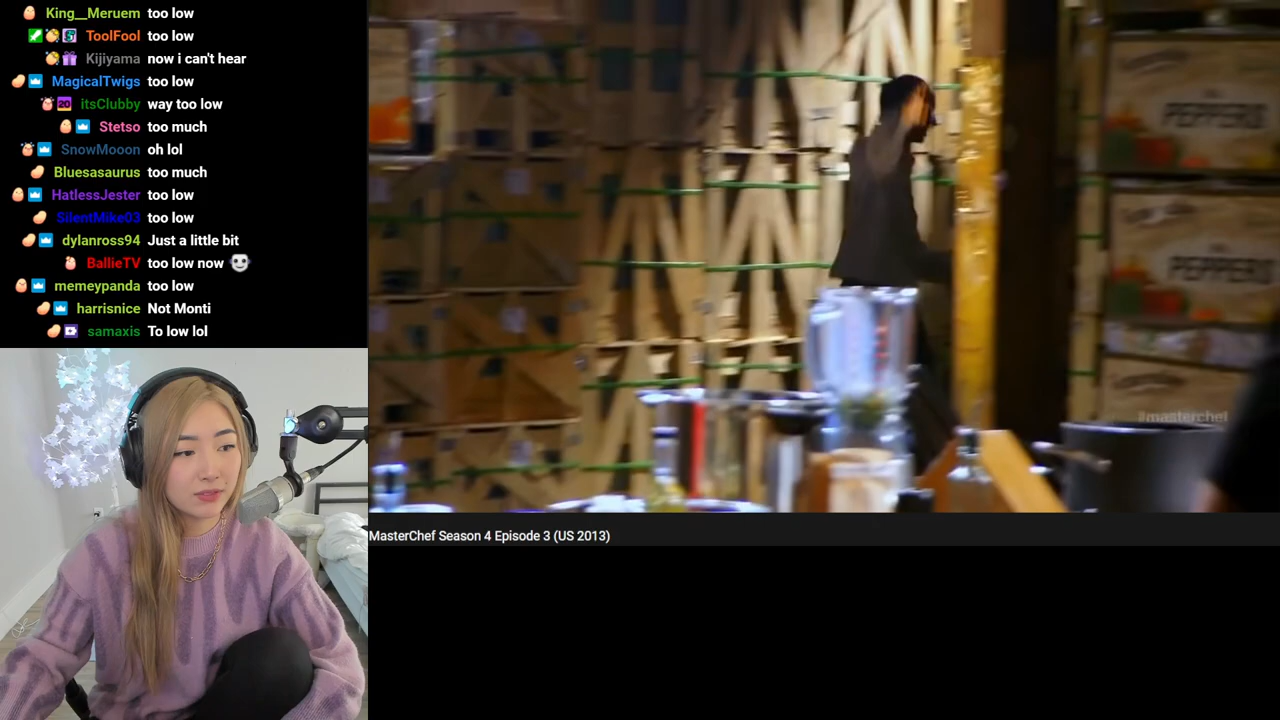 King__Meruem too low
ToolFool too low
Kijiyama now i can't hear
MagicalTwigs too low
20 itsClubby way too low
Stetso too much
SnowMooon oh lol
Bluesasaurus too much
HatlessJester too low
SilentMike03 too low
dylanross94 Just a little bit
BallieTV too low now
memeypanda too low
harrisnice Not Monti
samaxis To low lol
PEPPERS
PEPPERS
#masterchef
MasterChef Season 4 Episode 3 (US 2013)